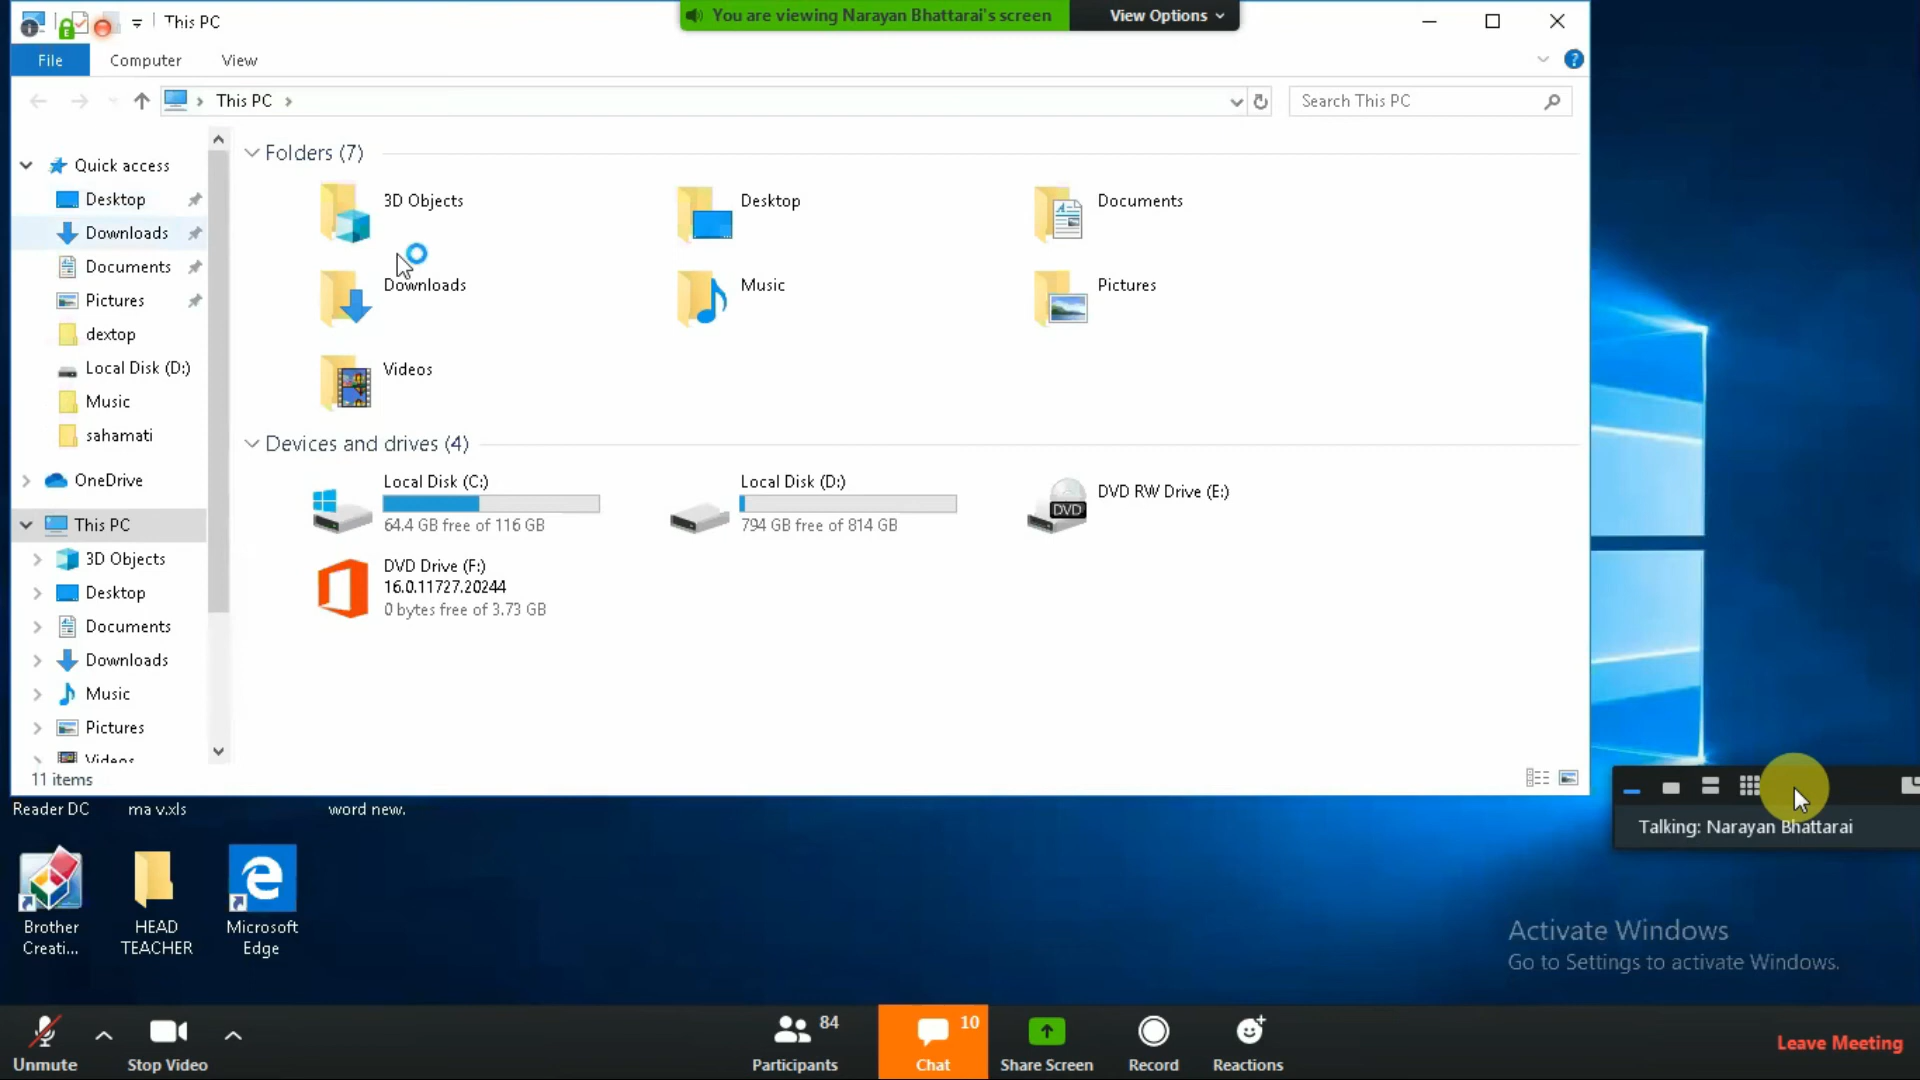 This PC
You are viewing Narayan Bhattarai's screen
View Options
File
Computer
View
This PC
Search This PC
Quick access
Desktop
Downloads
Documents
Pictures
dextop
Local Disk (D:)
Music
sahamati
OneDrive
This PC
3D Objects
Desktop
Documents
Downloads
Music
Pictures
Videos
Folders (7)
3D Objects
Desktop
Documents
Downloads
Music
Pictures
Videos
Devices and drives (4)
Local Disk (C:)
64.4 GB free of 116 GB
Local Disk (D:)
794 GB free of 814 GB
DVD RW Drive (E:)
DVD
DVD Drive (F:)
16.0.11727.20244
0 bytes free of 3.73 GB
11 items
Reader DC
ma v.xls
word new.
Talking: Narayan Bhattarai
Brother
Creati...
HEAD
TEACHER
Microsoft
Edge
Activate Windows
Go to Settings to activate Windows.
Unmute
Stop Video
84
Participants
10
Chat
Share Screen
Record
Reactions
Leave Meeting